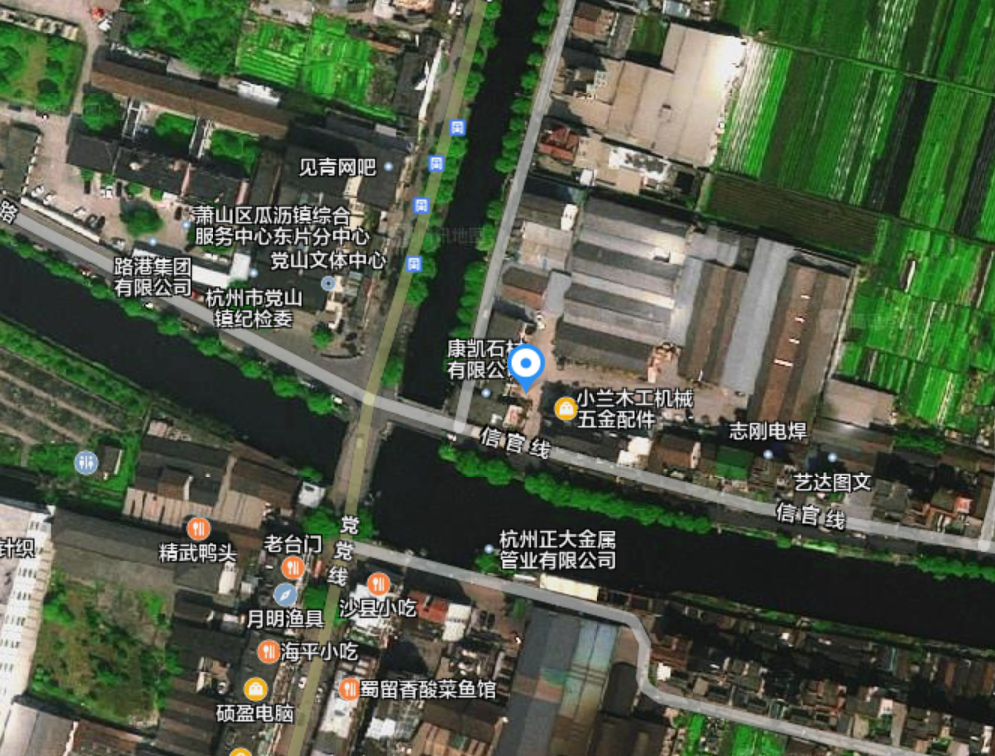 见青网吧
萧山区瓜沥镇综合
服务中心东片分中心
党山文体中心
路
路港集团
有限公司
杭州市党山
镇纪检委
康凯石材
有限公
小兰木工机械
五金配件
志刚电焊
信官线
艺达图文
信官线
党党线
杭州正大金属
管业有限公司
针织
精武鸭头
老台门
沙县小吃
月明渔具
海平小吃
蜀留香酸菜鱼馆
硕盈电脑